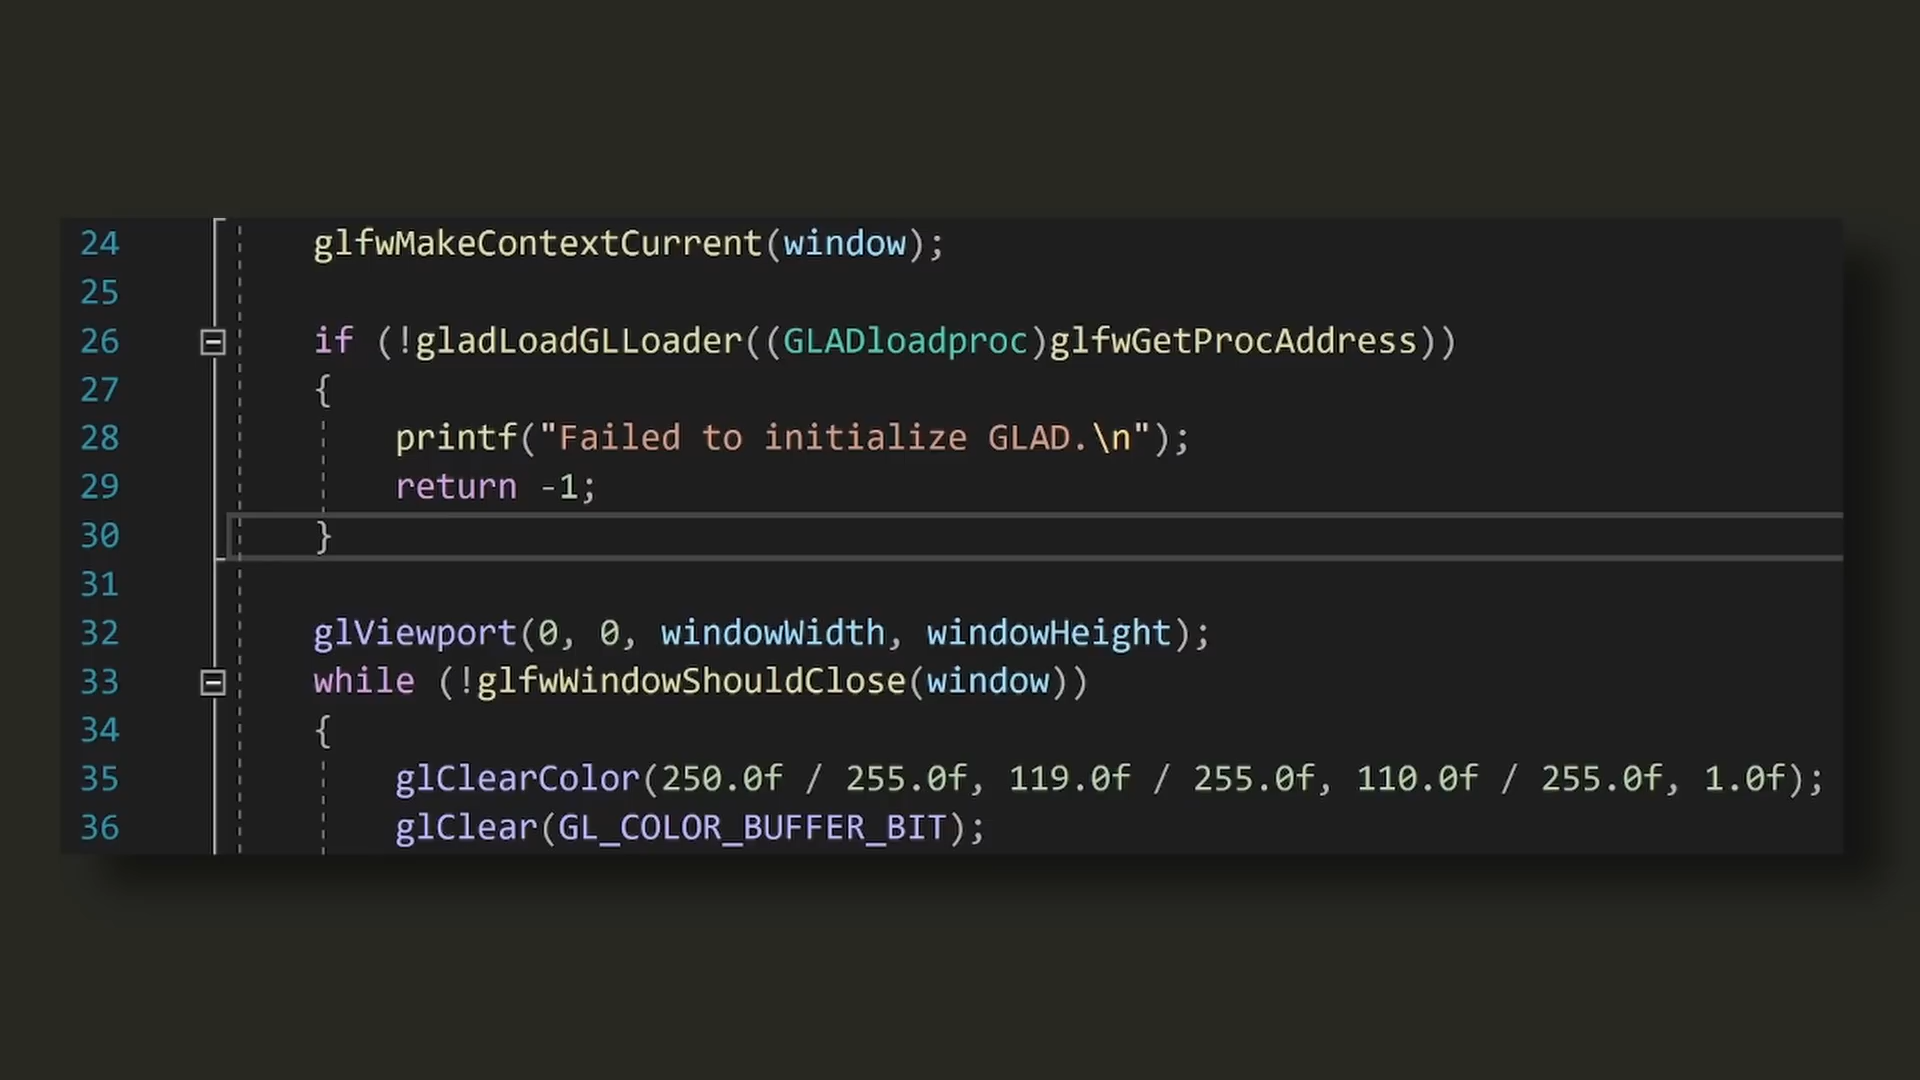 24 glfwMakeContextCurrent(window);
25
26 if (!gladLoadGLLoader((GLADloadproc)glfwGetProcAddress))
27 {
28 printf("Failed to initialize GLAD.\n");
29 return -1;
30 }
31
32 glViewport(0, 0, windowWidth, windowHeight);
33 while (!glfwWindowShouldClose(window))
34 {
35 glClearColor(250.0f / 255.0f, 119.0f / 255.0f, 110.0f / 255.0f, 1.0f);
36 glClear(GL_COLOR_BUFFER_BIT);